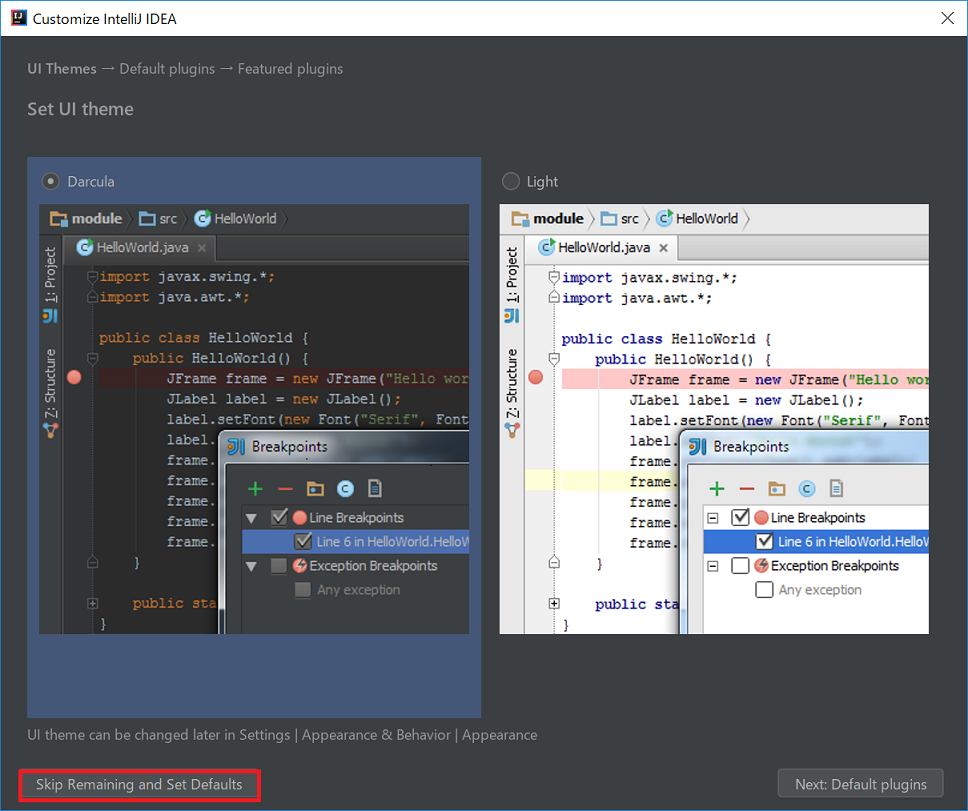 Customize IntelliJ IDEA
UI Themes → Default plugins → Featured plugins
Set UI theme
Darcula
module
src
HelloWorld
HelloWorld.java
1: Project
7: Structure
import javax.swing.*;
import java.awt.*;
public class HelloWorld {
public HelloWorld() {
JFrame frame = new JFrame("Hello wor
JLabel label = new JLabel();
label.setFont(new Font("Serif", Font
label.
frame.
frame.
frame.
frame.
frame.
}
public sta
}
Breakpoints
Line Breakpoints
Line 6 in HelloWorld.HelloW
Exception Breakpoints
Any exception
Light
module
src
HelloWorld
HelloWorld.java
1: Project
7: Structure
import javax.swing.*;
import java.awt.*;
public class HelloWorld {
public HelloWorld() {
JFrame frame = new JFrame("Hello wor
JLabel label = new JLabel();
label.setFont(new Font("Serif", Font
label.
frame.
frame.
frame.
frame.
frame.
}
public sta
}
Breakpoints
Line Breakpoints
Line 6 in HelloWorld.HelloW
Exception Breakpoints
Any exception
UI theme can be changed later in Settings | Appearance & Behavior | Appearance
Skip Remaining and Set Defaults
Next: Default plugins